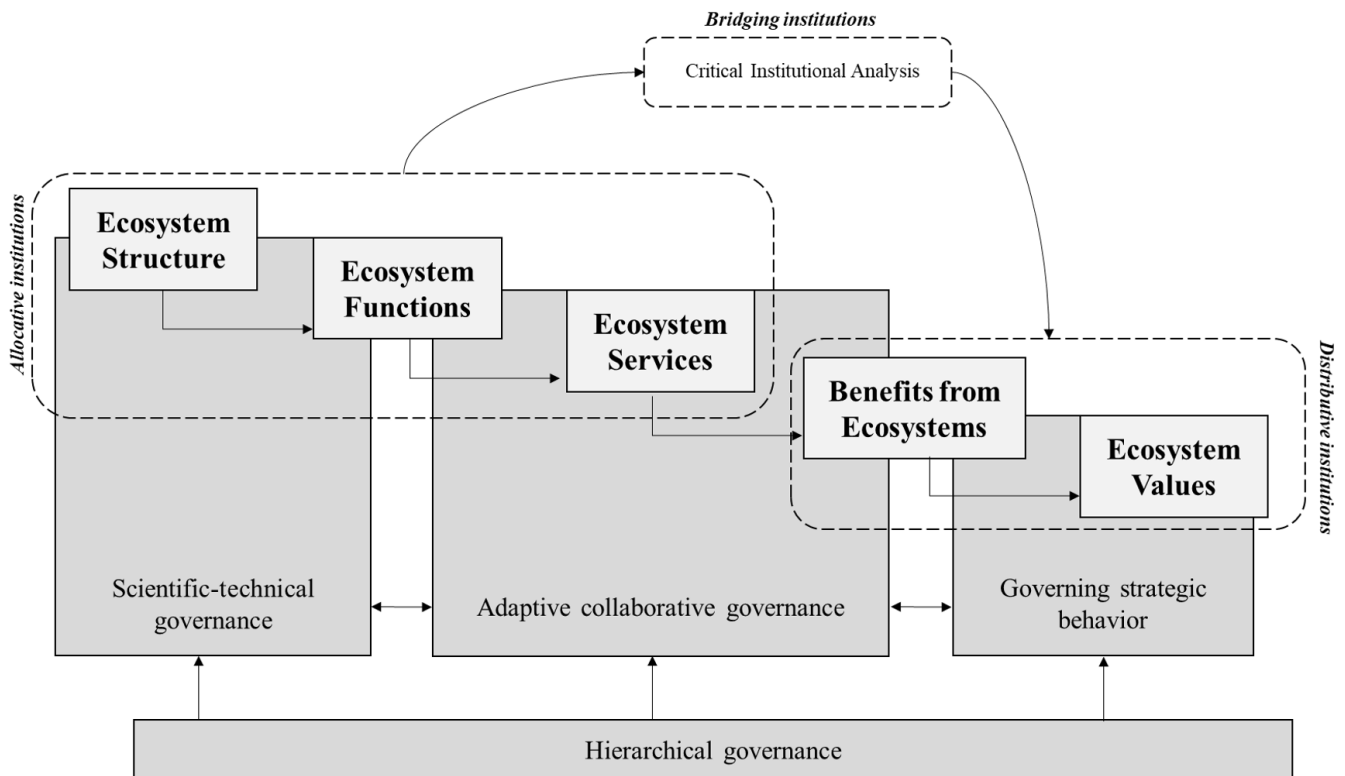 Bridging institutions
Critical Institutional Analysis
Allocative institutions
Ecosystem
Structure
Ecosystem
Functions
Ecosystem
Services
Benefits from
Ecosystems
Ecosystem
Values
Distributive institutions
Scientific-technical
governance
Adaptive collaborative governance
Governing strategic
behavior
Hierarchical governance